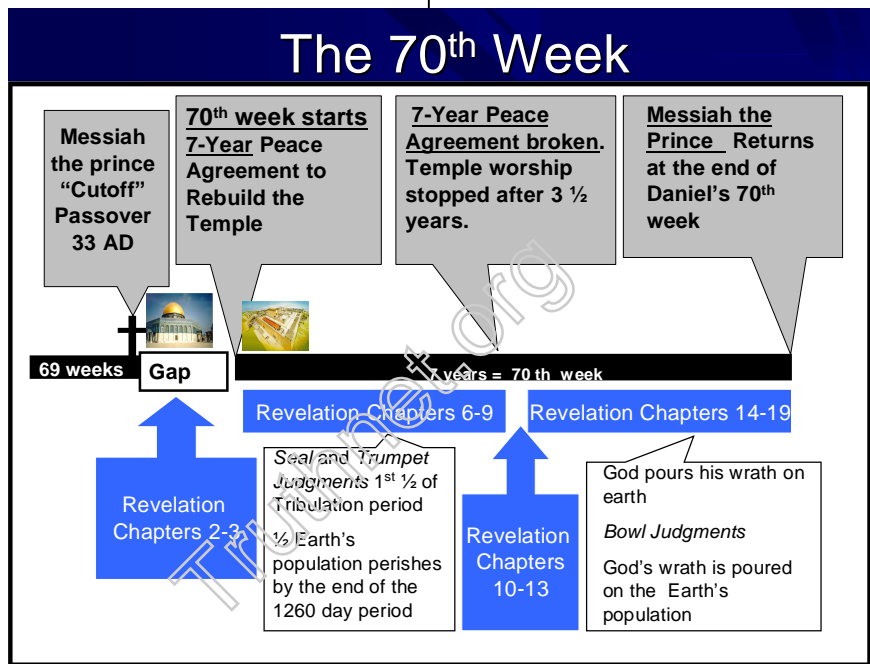 The 70th Week
Messiah
the prince
“Cutoff”
Passover
33 AD
70th week starts
7-Year Peace
Agreement to
Rebuild the
Temple
7-Year Peace
Agreement broken.
Temple worship
stopped after 3 ½
years.
Messiah the
Prince Returns
at the end of
Daniel’s 70th
week
69 weeks
Gap
7 years = 70 th week
Revelation Chapters 6-9
Revelation Chapters 14-19
Revelation
Chapters 2-3
Seal and Trumpet
Judgments 1st ½ of
Tribulation period
½ Earth’s
population perishes
by the end of the
1260 day period
Revelation
Chapters
10-13
God pours his wrath on
earth
Bowl Judgments
God’s wrath is poured
on the Earth’s
population
Truthnet.org